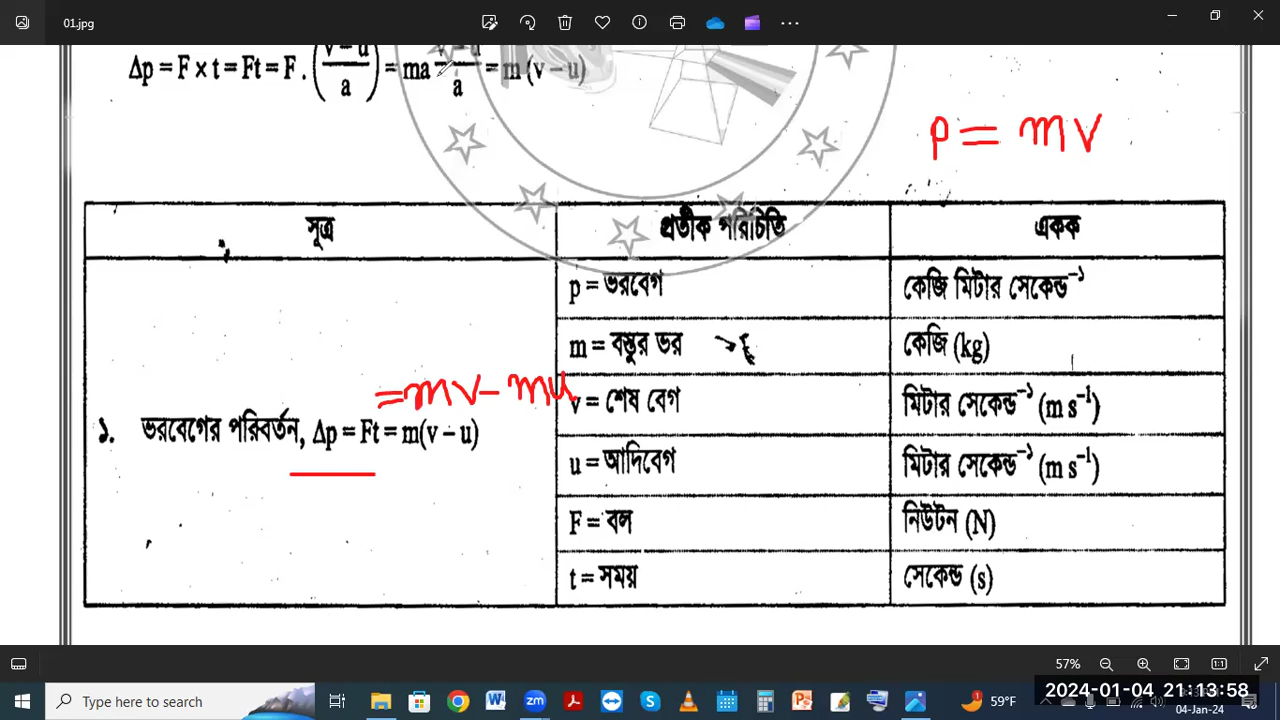 01.jpg
Δp = F × t = Ft = F . ((v – u)/a) = ma (v – u)/a = m (v – u)
p = mv
সূত্র প্রতীক পরিচিতি একক
p = ভরবেগ কেজি মিটার সেকেন্ড⁻¹
m = বস্তুর ভর কেজি (kg)
= mv – mu
v = শেষ বেগ মিটার সেকেন্ড⁻¹ (m s⁻¹)
১. ভরবেগের পরিবর্তন, Δp = Ft = m(v – u)
u = আদিবেগ মিটার সেকেন্ড⁻¹ (m s⁻¹)
F = বল নিউটন (N)
t = সময় সেকেন্ড (s)
57%
Type here to search
59°F
2024-01-04 21:13:58
04-Jan-24